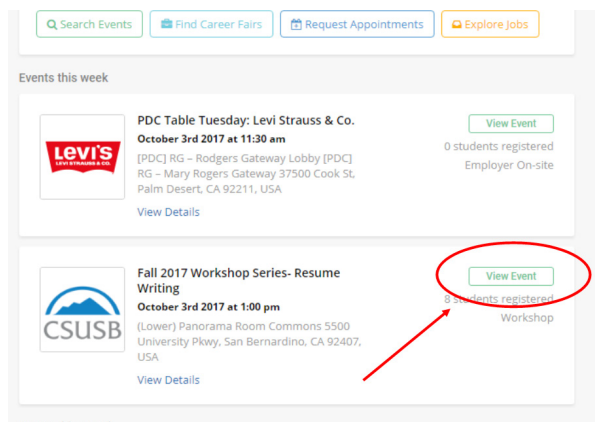 Search Events Find Career Fairs Request Appointments Explore Jobs
Events this week
LEVI'S
LEVI STRAUSS & CO.
PDC Table Tuesday: Levi Strauss & Co.
October 3rd 2017 at 11:30 am
[PDC] RG – Rodgers Gateway Lobby [PDC]
RG – Mary Rogers Gateway 37500 Cook St,
Palm Desert, CA 92211, USA
View Details
View Event
0 students registered
Employer On-site
CSUSB
Fall 2017 Workshop Series- Resume
Writing
October 3rd 2017 at 1:00 pm
(Lower) Panorama Room Commons 5500
University Pkwy, San Bernardino, CA 92407,
USA
View Details
View Event
8 students registered
Workshop